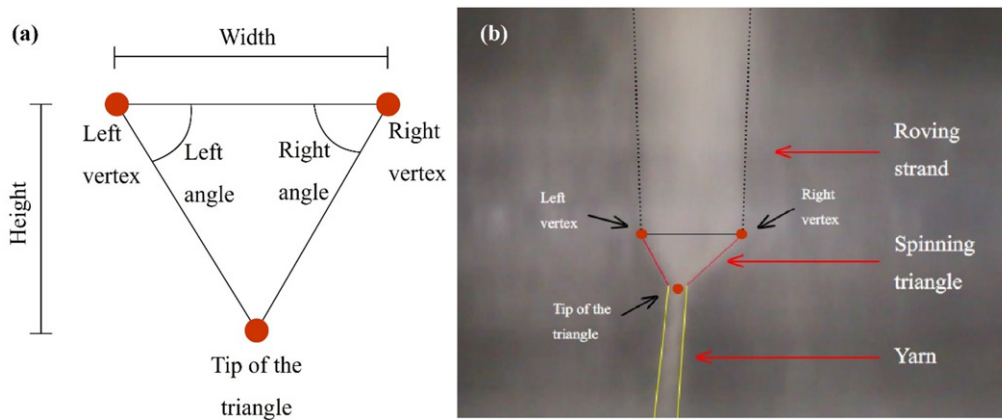 (a)
Width
Height
Left
vertex
Left
angle
Right
angle
Right
vertex
Tip of the
triangle
(b)
Roving
strand
Left
vertex
Right
vertex
Spinning
triangle
Tip of the
triangle
Yarn